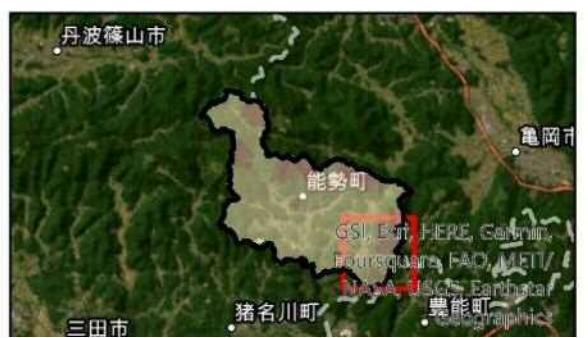 丹波篠山市
亀岡市
能勢町
GSI, Esri, HERE, Garmin,
Foursquare, FAO, METI/
NASA, USGS, Earthstar
Geographics
猪名川町
豊能町
三田市